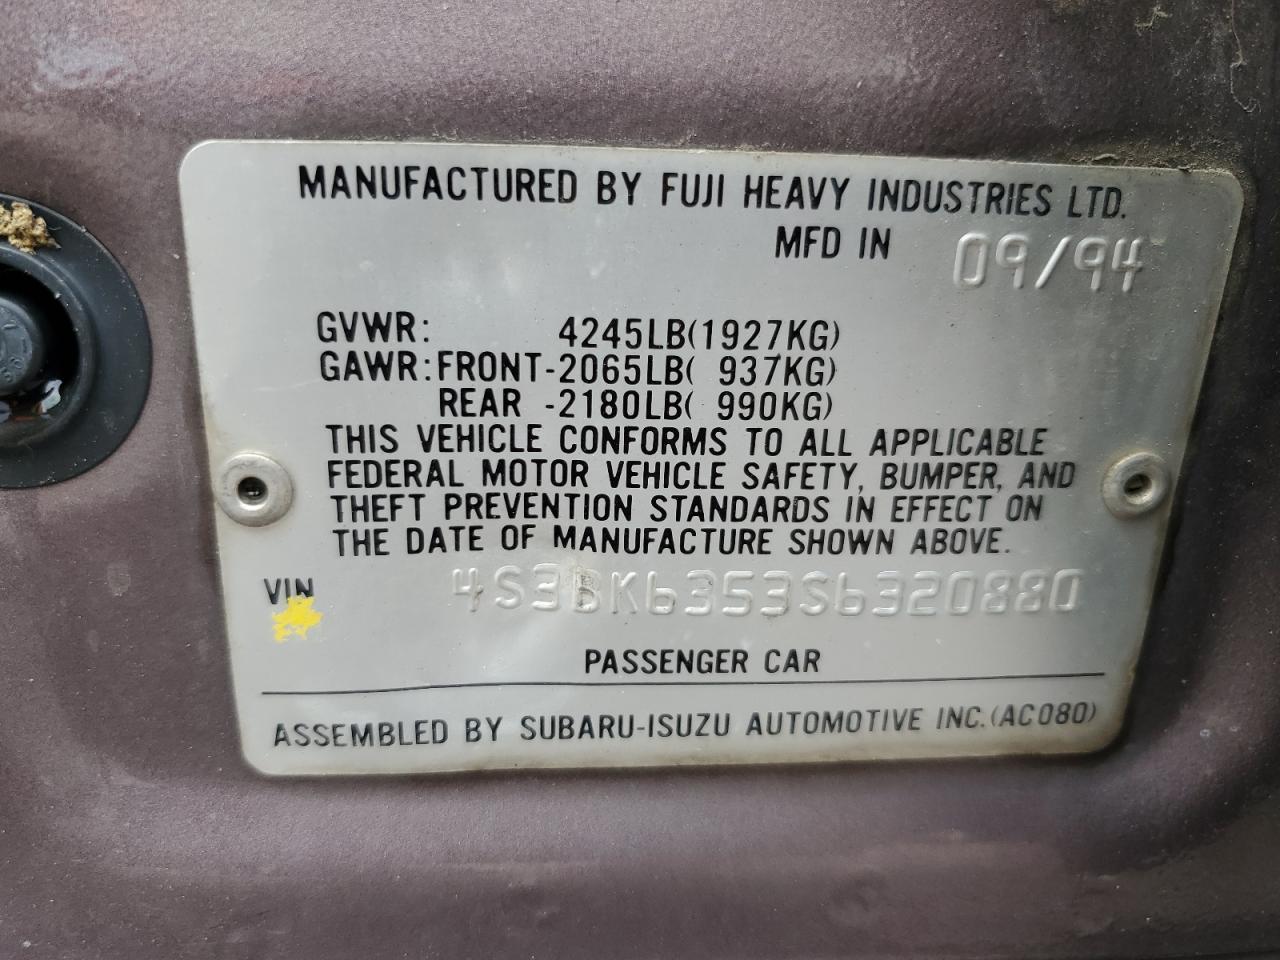 MANUFACTURED BY FUJI HEAVY INDUSTRIES LTD.
MFD IN 09/94
GVWR: 4245LB(1927KG)
GAWR:FRONT-2065LB( 937KG)
REAR -2180LB( 990KG)
THIS VEHICLE CONFORMS TO ALL APPLICABLE
FEDERAL MOTOR VEHICLE SAFETY, BUMPER, AND
THEFT PREVENTION STANDARDS IN EFFECT ON
THE DATE OF MANUFACTURE SHOWN ABOVE.
VIN 4S3BK6353S6320880
PASSENGER CAR
ASSEMBLED BY SUBARU-ISUZU AUTOMOTIVE INC.(AC080)